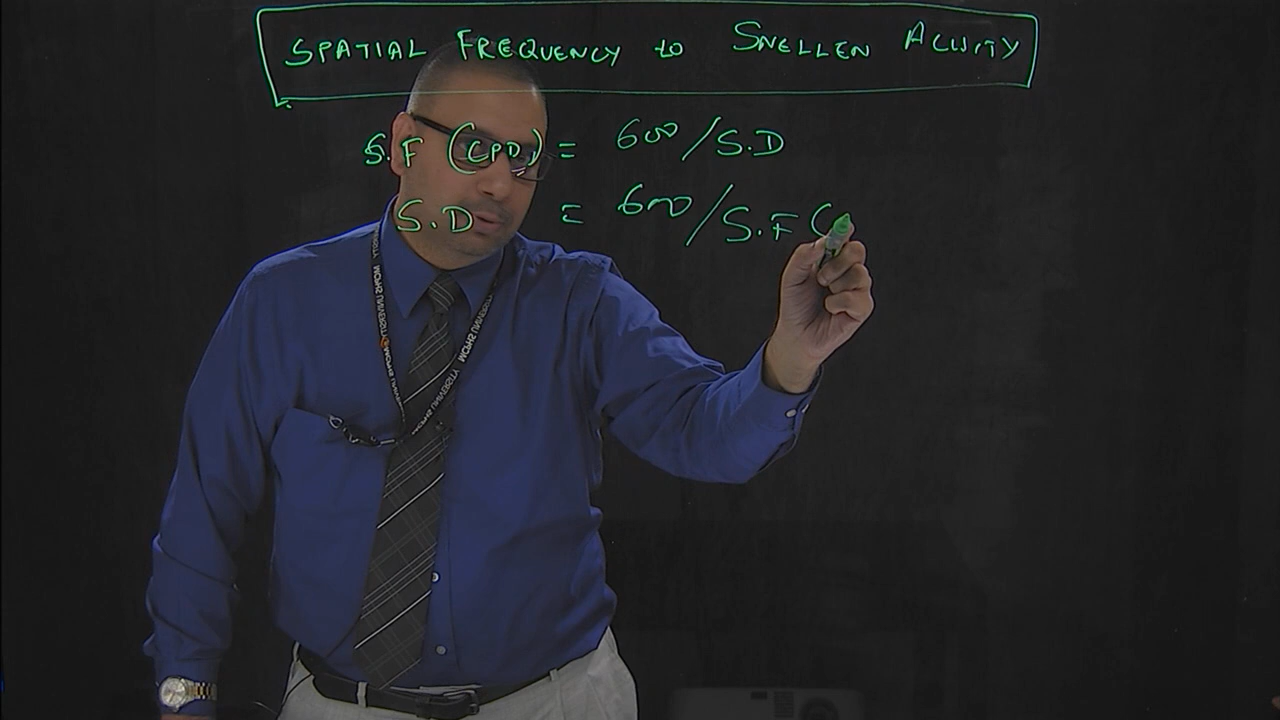 SPATIAL FREQUENCY to SNELLEN ACUITY
S.F (CPD) = 600/S.D
S.D = 600/S.F (